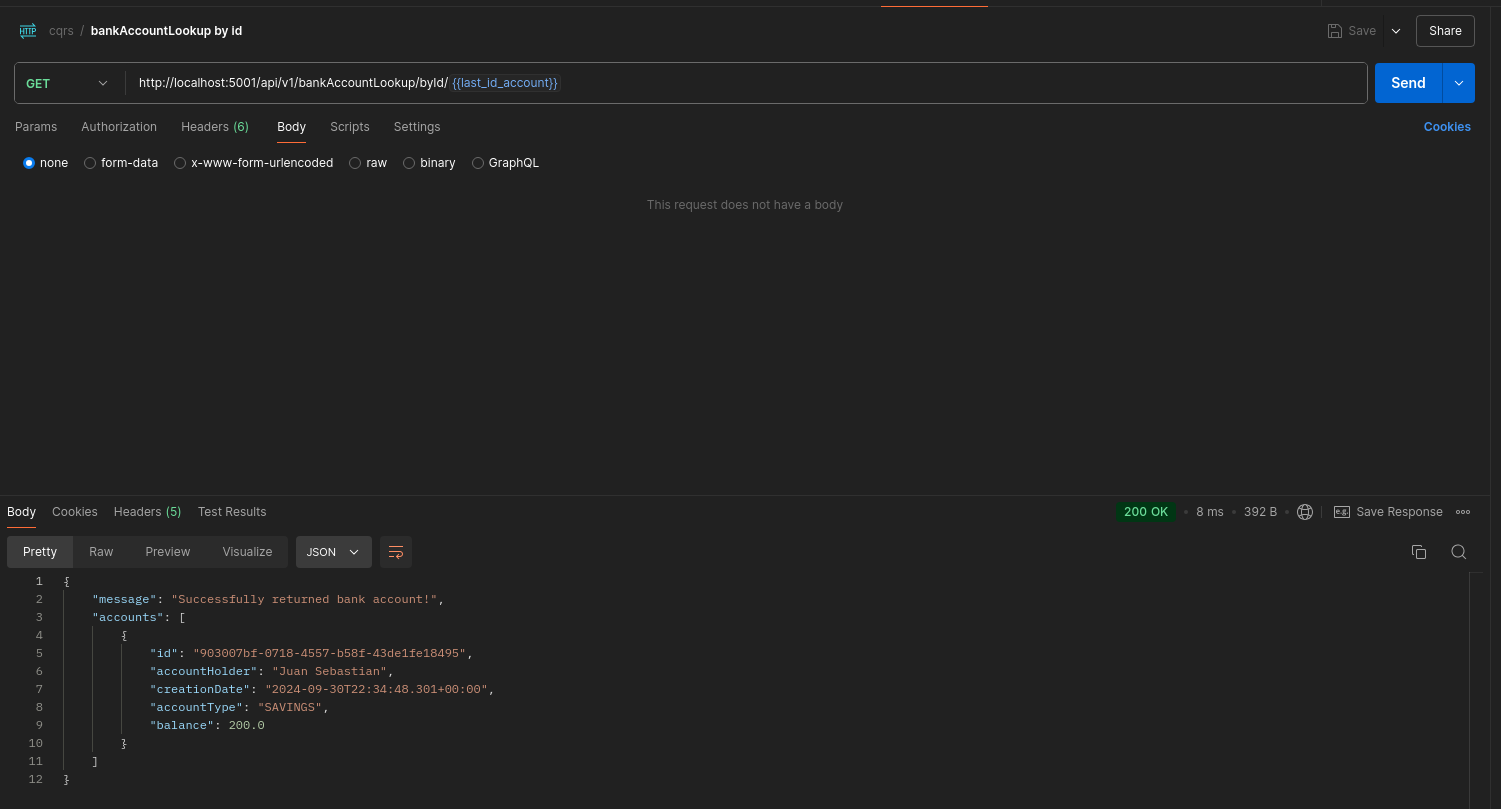 HTTP cqrs / bankAccountLookup by id Save Share
GET http://localhost:5001/api/v1/bankAccountLookup/byId/ {{last_id_account}} Send
Params Authorization Headers (6) Body Scripts Settings Cookies
none form-data x-www-form-urlencoded raw binary GraphQL
This request does not have a body
Body Cookies Headers (5) Test Results 200 OK • 8 ms • 392 B • e.g. Save Response
Pretty Raw Preview Visualize JSON
1 {
2 "message": "Successfully returned bank account!",
3 "accounts": [
4 {
5 "id": "903007bf-0718-4557-b58f-43de1fe18495",
6 "accountHolder": "Juan Sebastian",
7 "creationDate": "2024-09-30T22:34:48.301+00:00",
8 "accountType": "SAVINGS",
9 "balance": 200.0
10 }
11 ]
12 }